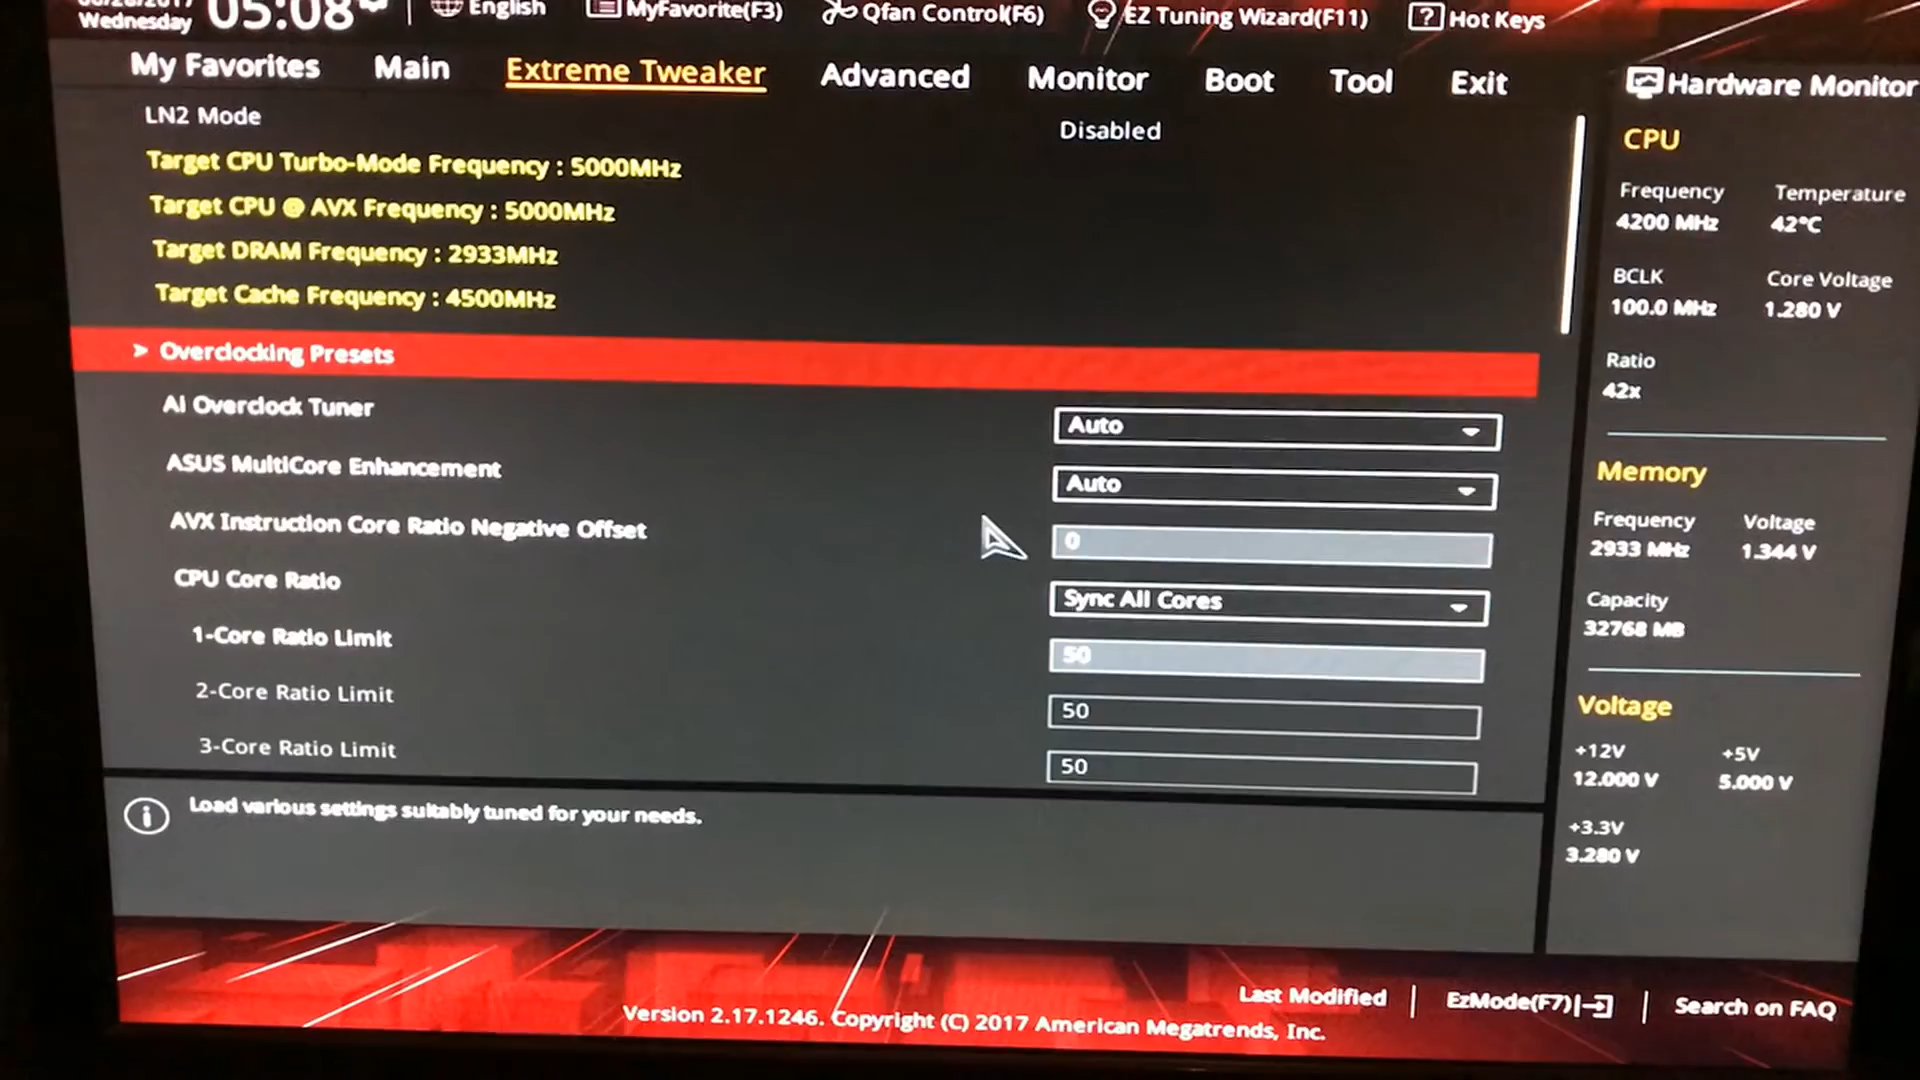 Wednesday
05:08
English
MyFavorite(F3)
Qfan Control(F6)
EZ Tuning Wizard(F11)
? Hot Keys
My Favorites
Main
Extreme Tweaker
Advanced
Monitor
Boot
Tool
Exit
Hardware Monitor
LN2 Mode
Disabled
Target CPU Turbo-Mode Frequency : 5000MHz
Target CPU @ AVX Frequency : 5000MHz
Target DRAM Frequency : 2933MHz
Target Cache Frequency : 4500MHz
> Overclocking Presets
AI Overclock Tuner
Auto
ASUS MultiCore Enhancement
Auto
AVX Instruction Core Ratio Negative Offset
0
CPU Core Ratio
Sync All Cores
1-Core Ratio Limit
50
2-Core Ratio Limit
50
3-Core Ratio Limit
50
i Load various settings suitably tuned for your needs.
CPU
Frequency Temperature
4200 MHz 42°C
BCLK Core Voltage
100.0 MHz 1.280 V
Ratio
42x
Memory
Frequency Voltage
2933 MHz 1.344 V
Capacity
32768 MB
Voltage
+12V +5V
12.000 V 5.000 V
+3.3V
3.280 V
Last Modified
EzMode(F7)
Search on FAQ
Version 2.17.1246. Copyright (C) 2017 American Megatrends, Inc.